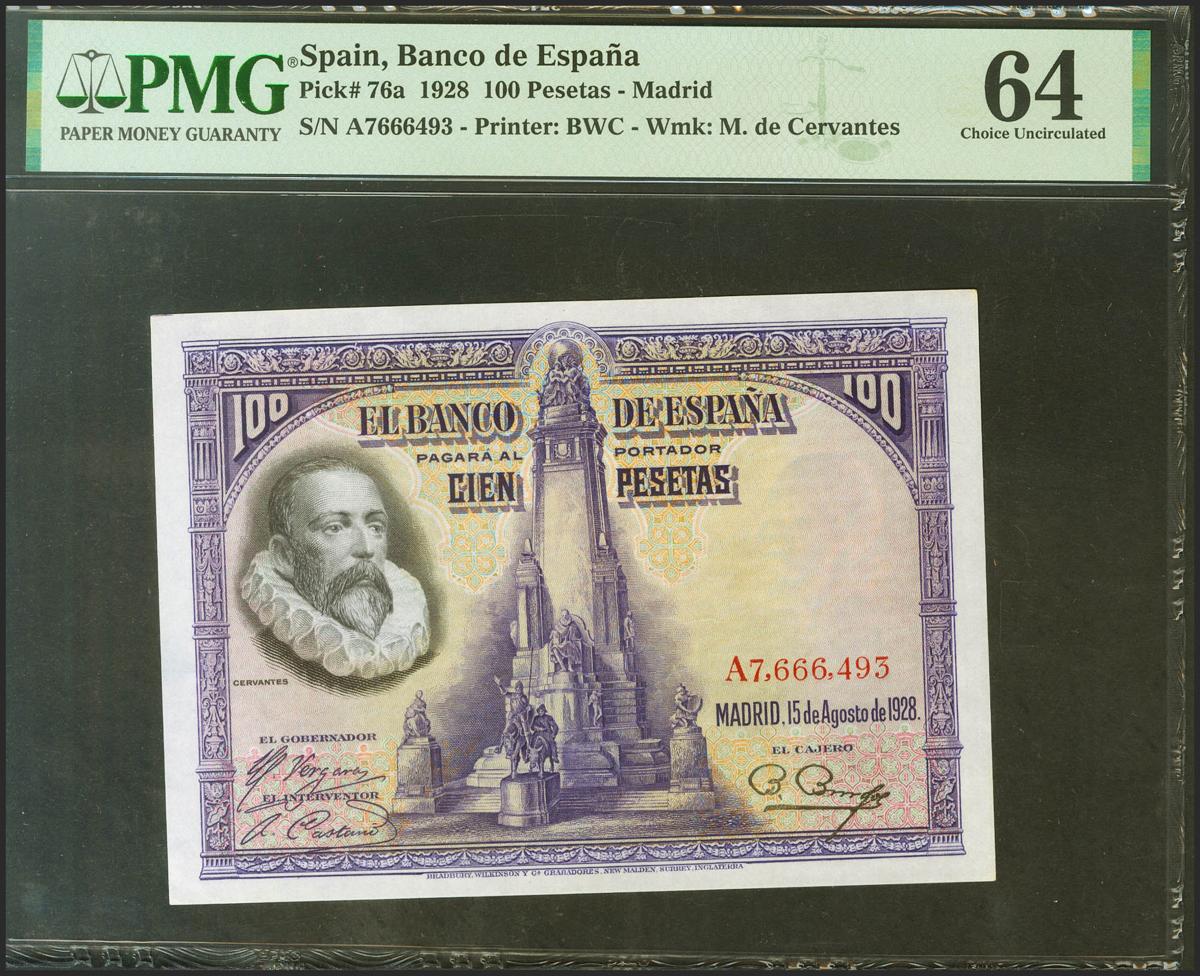 PMG® Spain, Banco de España
Pick# 76a 1928 100 Pesetas - Madrid
S/N A7666493 - Printer: BWC - Wmk: M. de Cervantes
PAPER MONEY GUARANTY
64
Choice Uncirculated
100
100
EL BANCO DE ESPAÑA
PAGARÁ AL PORTADOR
CIEN PESETAS
CERVANTES
A7,666,493
MADRID, 15 de Agosto de 1928.
EL GOBERNADOR
EL CAJERO
Vergara
EL INTERVENTOR
A. Castaño
BRADBURY, WILKINSON Y Cª GRABADORES, NEW MALDEN, SURREY, INGLATERRA